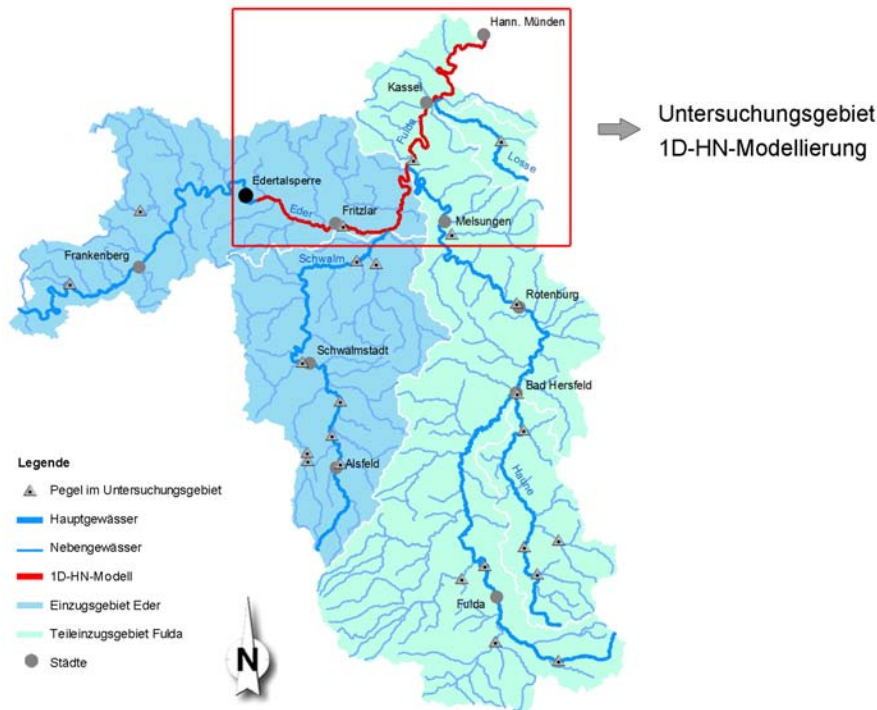 Hann. Münden
Kassel
Fulda
Losse
Untersuchungsgebiet
1D-HN-Modellierung
Edertalsperre
Eder
Fritzlar
Melsungen
Frankenberg
Schwalm
Rotenburg
Schwalmstadt
Bad Hersfeld
Alsfeld
Haune
Fulda
Legende
Pegel im Untersuchungsgebiet
Hauptgewässer
Nebengewässer
1D-HN-Modell
Einzugsgebiet Eder
Teileinzugsgebiet Fulda
Städte
N